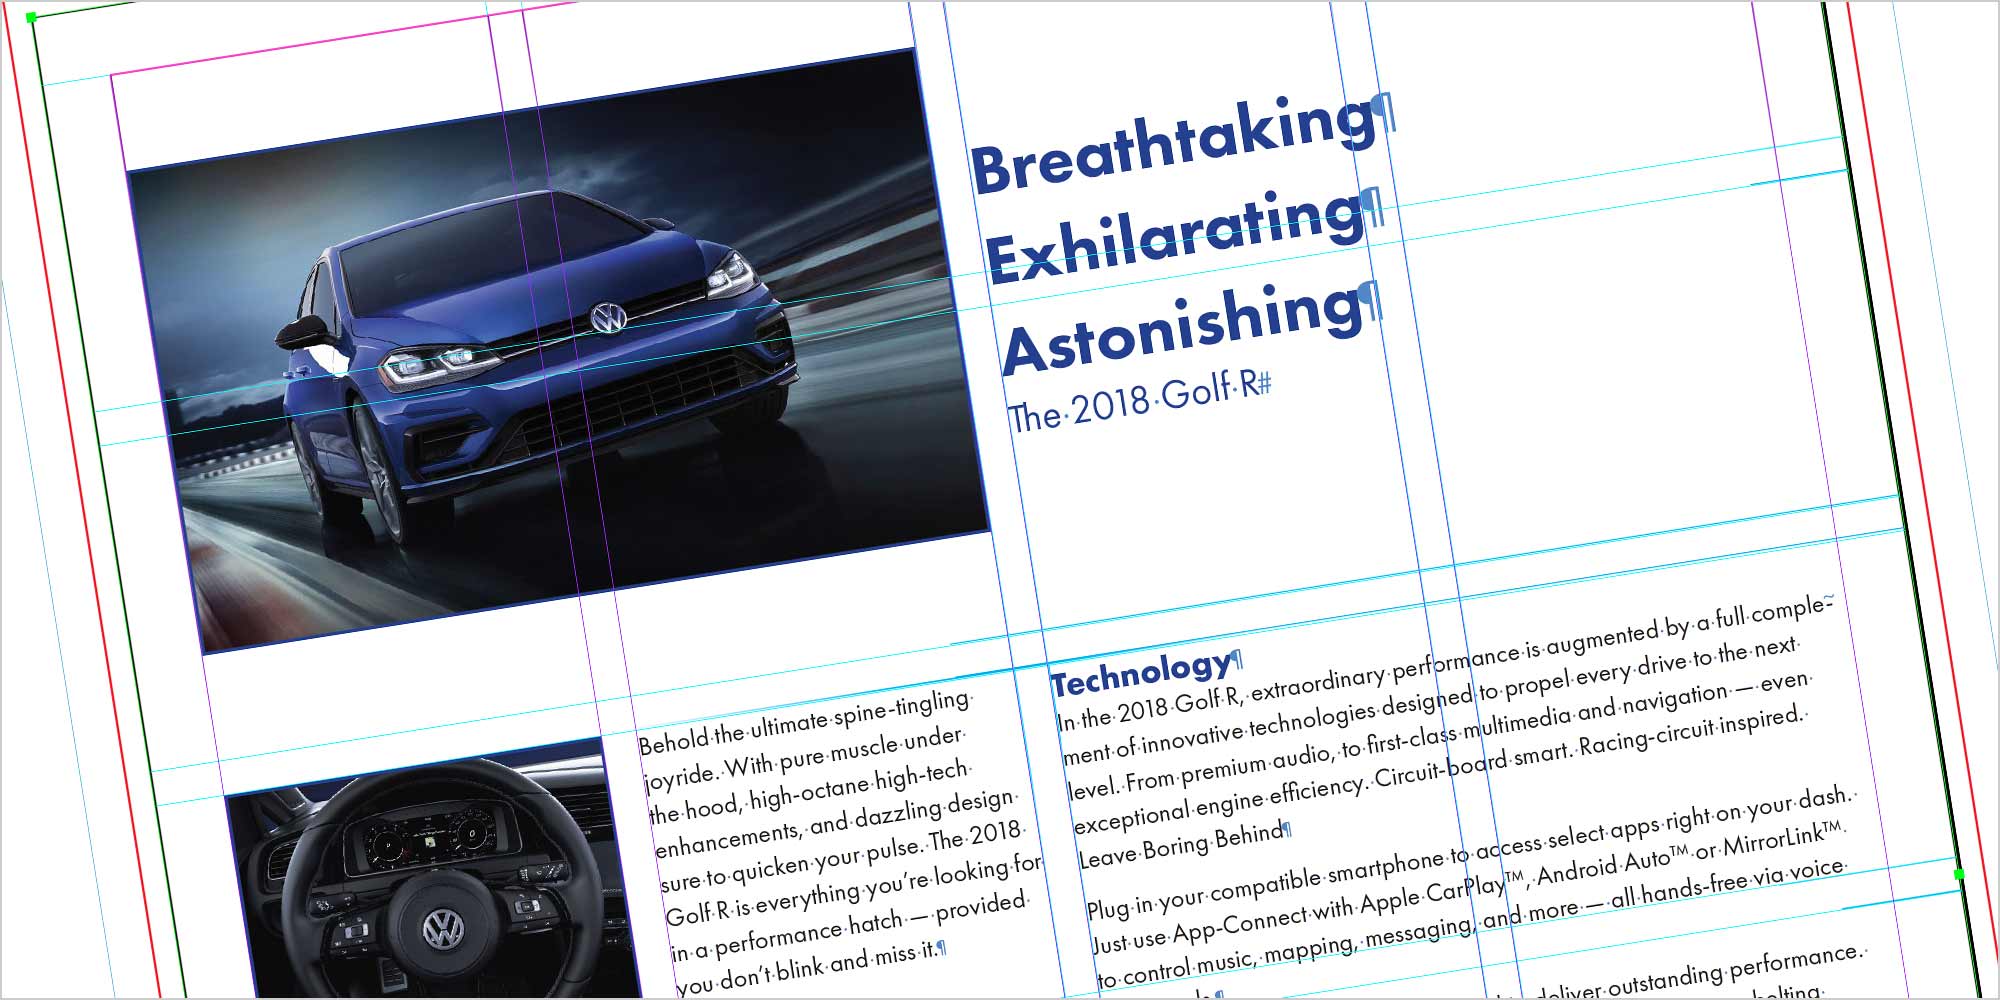 Breathtaking¶
Exhilarating¶
Astonishing¶
The·2018·Golf·R#
Behold·the·ultimate·spine-tingling·
joyride.·With·pure·muscle·under·
the·hood,·high-octane·high-tech·
enhancements,·and·dazzling·design·
sure·to·quicken·your·pulse.·The·2018·
Golf·R·is·everything·you’re·looking·for·
in·a·performance·hatch·—·provided·
you·don’t·blink·and·miss·it.¶
Technology¶
In·the·2018·Golf·R,·extraordinary·performance·is·augmented·by·a·full·comple-
ment·of·innovative·technologies·designed·to·propel·every·drive·to·the·next·
level.·From·premium·audio,·to·first-class·multimedia·and·navigation·—·even·
exceptional·engine·efficiency.·Circuit-board·smart.·Racing-circuit·inspired.·
Leave·Boring·Behind¶
Plug·in·your·compatible·smartphone·to·access·select·apps·right·on·your·dash.·
Just·use·App-Connect·with·Apple·CarPlay™,·Android·Auto™·or·MirrorLink™·
to·control·music,·mapping,·messaging,·and·more·—·all·hands-free·via·voice·
deliver·outstanding·performance.·